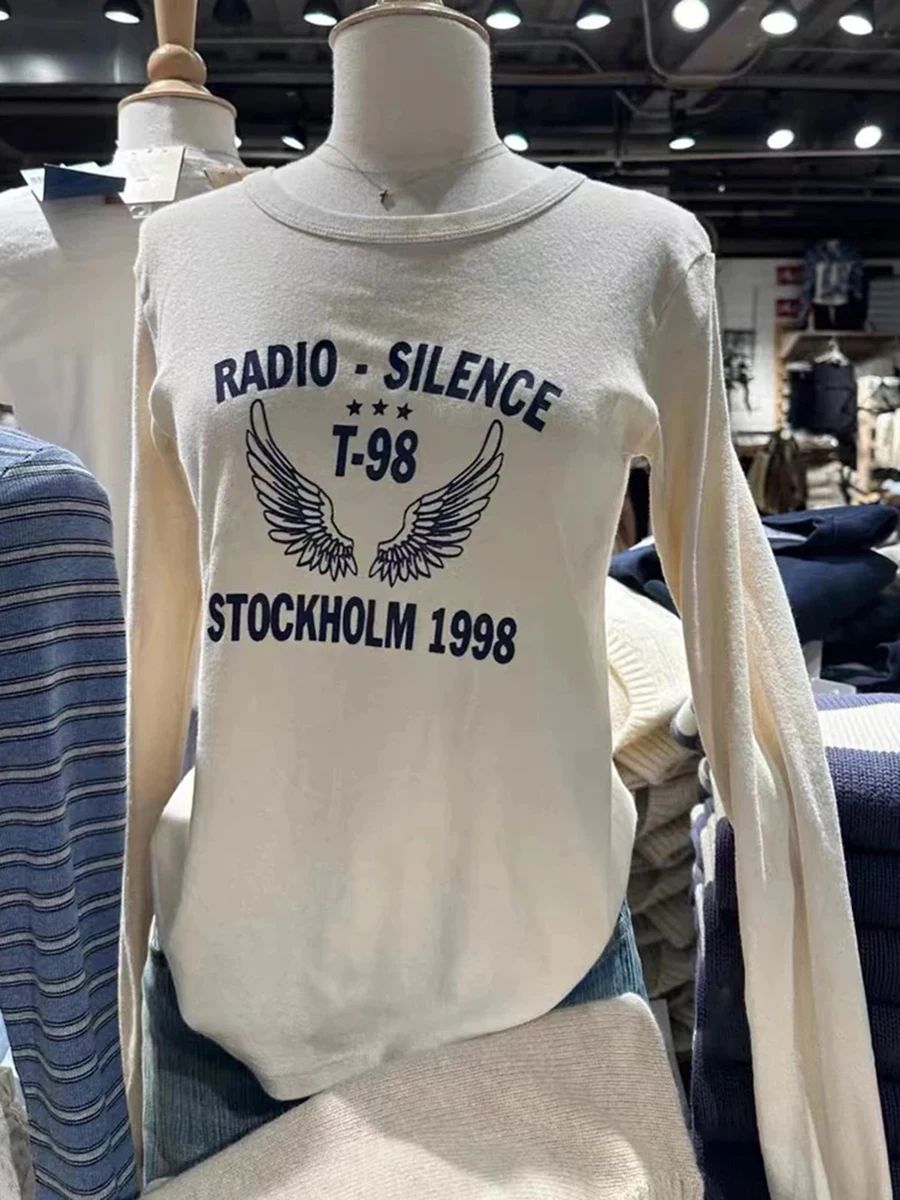 RADIO - SILENCE
T-98
STOCKHOLM 1998